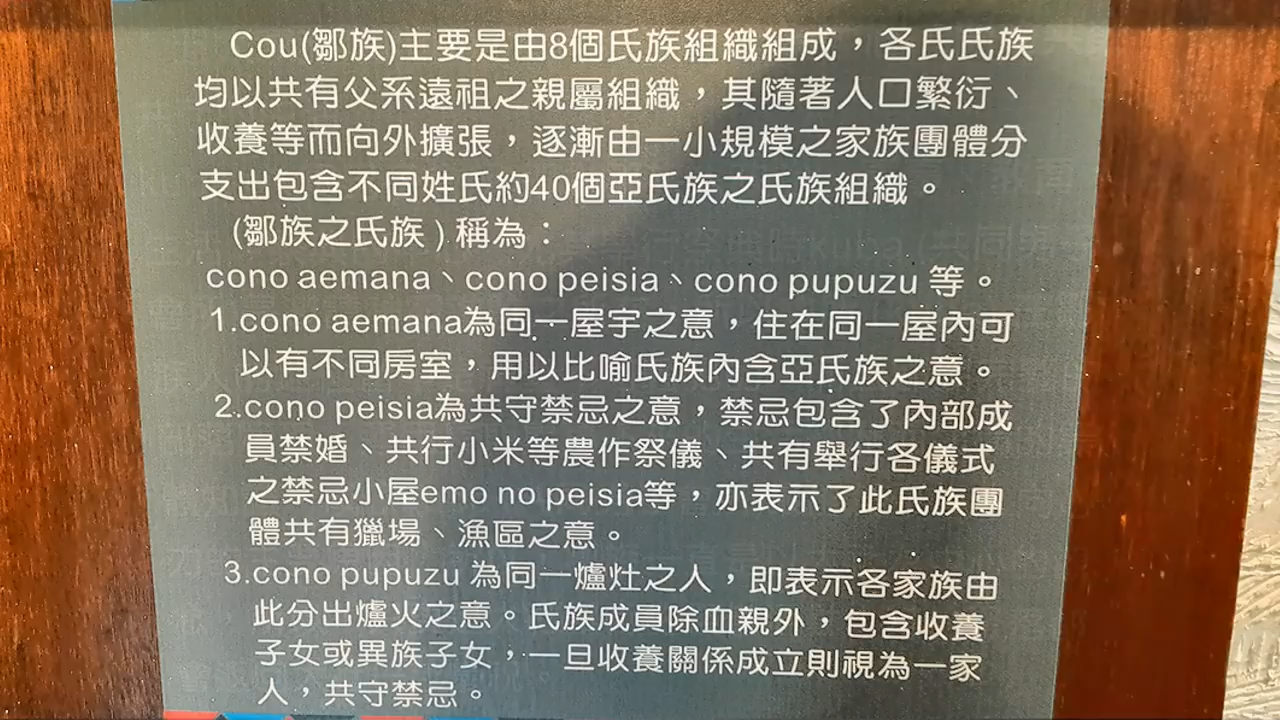 Cou(鄒族)主要是由8個氏族組織組成，各氏氏族
均以共有父系遠祖之親屬組織，其隨著人口繁衍、
收養等而向外擴張，逐漸由一小規模之家族團體分
支出包含不同姓氏約40個亞氏族之氏族組織。
(鄒族之氏族 ) 稱為：
cono aemana、cono peisia、cono pupuzu 等。
1.cono aemana為同一屋宇之意，住在同一屋內可
以有不同房室，用以比喻氏族內含亞氏族之意。
2.cono peisia為共守禁忌之意，禁忌包含了內部成
員禁婚、共行小米等農作祭儀、共有舉行各儀式
之禁忌小屋emo no peisia等，亦表示了此氏族團
體共有獵場、漁區之意。
3.cono pupuzu 為同一爐灶之人，即表示各家族由
此分出爐火之意。氏族成員除血親外，包含收養
子女或異族子女，一旦收養關係成立則視為一家
人，共守禁忌。